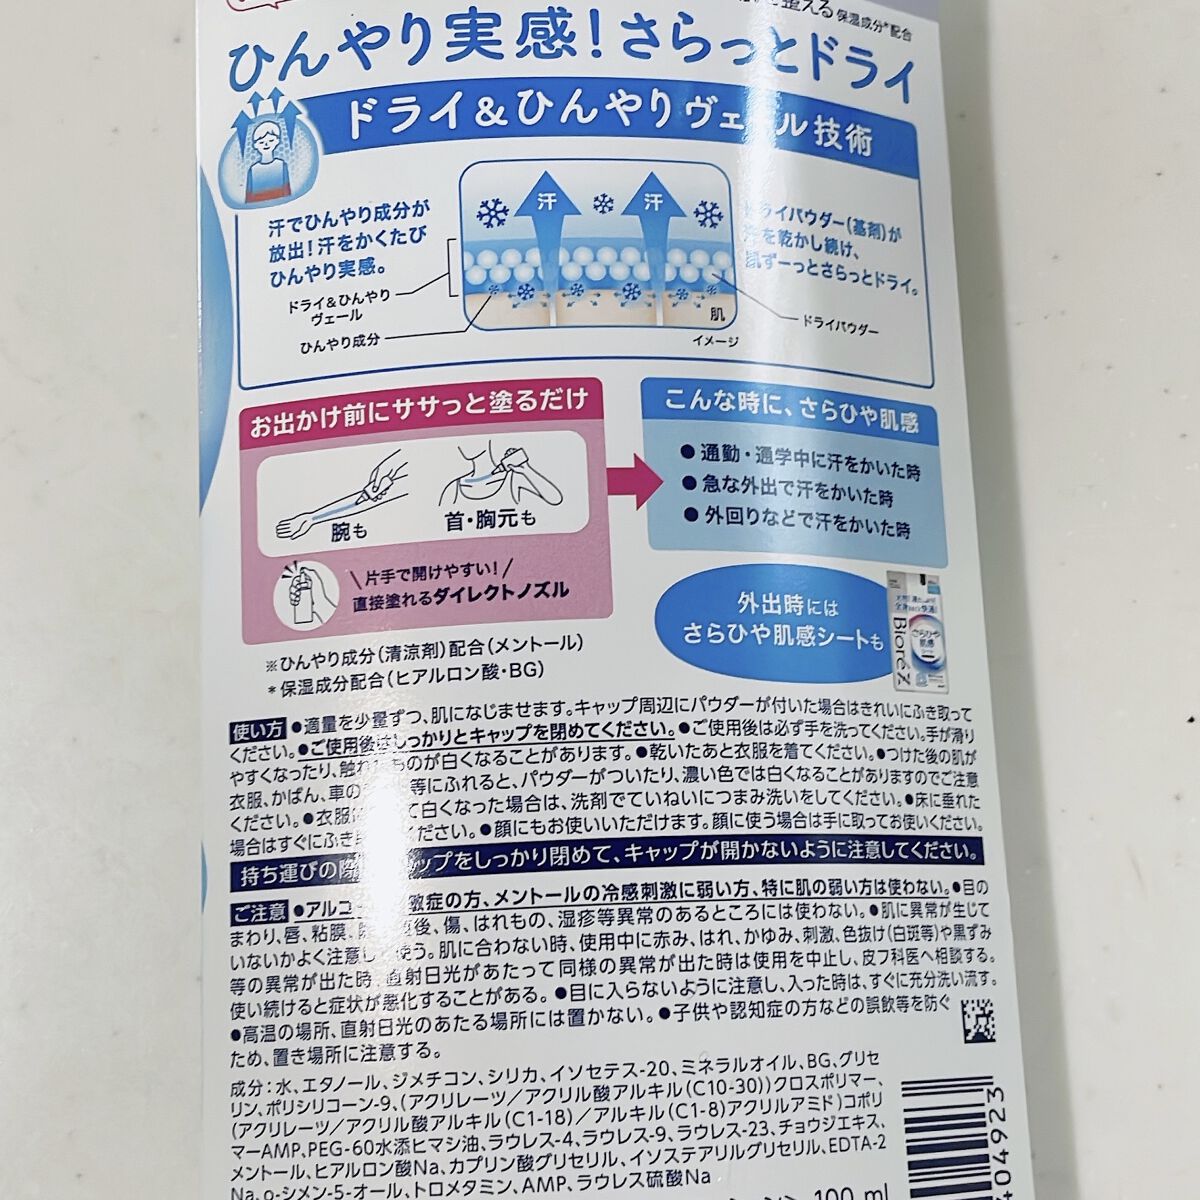 整える保湿成分*配合
ひんやり実感!さらっとドライ
ドライ&ひんやりヴェール技術
汗でひんやり成分が
放出!汗をかくたび
ひんやり実感。
ドライ&ひんやり
ヴェール
ひんやり成分
汗
汗
肌
イメージ
ドライパウダー(基剤)が
汗を乾かし続け、
肌ずーっとさらっとドライ。
ドライパウダー
お出かけ前にササっと塗るだけ
腕も
首・胸元も
片手で開けやすい!
直接塗れるダイレクトノズル
こんな時に、さらひや肌感
●通勤・通学中に汗をかいた時
●急な外出で汗をかいた時
●外回りなどで汗をかいた時
外出時には
さらひや肌感シートも
Bioré Z
さらひや
肌感
※ひんやり成分(清涼剤)配合(メントール)
*保湿成分配合(ヒアルロン酸・BG)
使い方 ●適量を少量ずつ、肌になじませます。キャップ周辺にパウダーが付いた場合はきれいにふき取って
ください。●ご使用後はしっかりとキャップを閉めてください。●ご使用後は必ず手を洗ってください。手が滑り
やすくなったり、触れたものが白くなることがあります。●乾いたあと衣服を着てください。●つけた後の肌が
衣服、かばん、車の 等にふれると、パウダーがついたり、濃い色では白くなることがありますのでご注意
ください。●衣服 て白くなった場合は、洗剤でていねいにつまみ洗いをしてください。●床に垂れた
場合はすぐにふき取ってください。●顔にもお使いいただけます。顔に使う場合は手に取ってお使いください。
持ち運びの際 キャップをしっかり閉めて、キャップが開かないように注意してください。
ご注意 ●アルコール過敏症の方、メントールの冷感刺激に弱い方、特に肌の弱い方は使わない。●目の
まわり、唇、粘膜、除毛直後、傷、はれもの、湿疹等異常のあるところには使わない。●肌に異常が生じて
いないかよく注意して使う。肌に合わない時、使用中に赤み、はれ、かゆみ、刺激、色抜け(白斑等)や黒ずみ
等の異常が出た時、直射日光があたって同様の異常が出た時は使用を中止し、皮フ科医へ相談する。
使い続けると症状が悪化することがある。●目に入らないように注意し、入った時は、すぐに充分洗い流す。
●高温の場所、直射日光のあたる場所には置かない。●子供や認知症の方などの誤飲等を防ぐ
ため、置き場所に注意する。
成分:水、エタノール、ジメチコン、シリカ、イソセテス-20、ミネラルオイル、BG、グリセ
リン、ポリシリコーン-9、(アクリレーツ/アクリル酸アルキル(C10-30))クロスポリマー、
(アクリレーツ/アクリル酸アルキル(C1-18)/アルキル(C1-8)アクリルアミド)コポリ
マーAMP、PEG-60水添ヒマシ油、ラウレス-4、ラウレス-9、ラウレス-23、チョウジエキス、
メントール、ヒアルロン酸Na、カプリン酸グリセリル、イソステアリルグリセリル、EDTA-2
Na、o-シメン-5-オール、トロメタミン、AMP、ラウレス硫酸Na
100 ml
404923